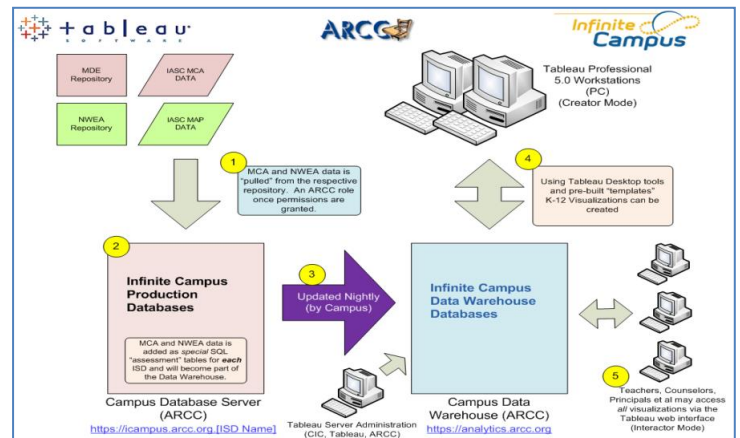 + a b | e a u
S O F T W A R E
ARCC
Infinite
Campus
MDE
Repository
IASC MCA
DATA
NWEA
Repository
IASC MAP
DATA
Tableau Professional
5.0 Workstations
(PC)
(Creator Mode)
1
MCA and NWEA data is
"pulled" from the respective
repository. An ARCC role
once permissions are
granted.
4
Using Tableau Desktop tools
and pre-built "templates"
K-12 Visualizations can be
created
2
Infinite Campus
Production
Databases
MCA and NWEA data is
added as special SQL
"assessment" tables for each
ISD and will become part of
the Data Warehouse.
3
Updated Nightly
(by Campus)
Infinite Campus
Data Warehouse
Databases
Campus Database Server
(ARCC)
https://icampus.arcc.org.[ISD Name]
Tableau Server Administration
(CIC, Tableau, ARCC)
Campus Data
Warehouse (ARCC)
https://analytics.arcc.org
5
Teachers, Counselors,
Principals et al may access
all visualizations via the
Tableau web interface
(Interactor Mode)